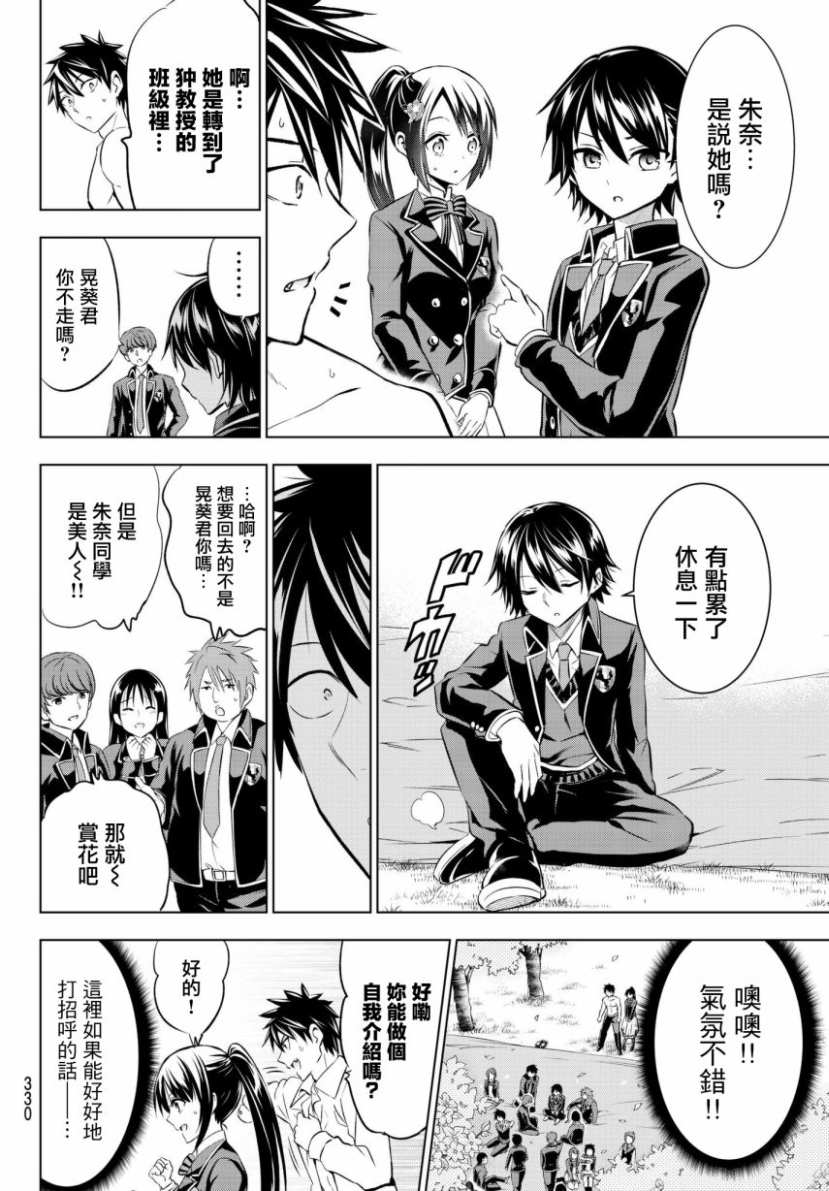 朱奈…
是説她嗎?
啊…
她是轉到了
狆教授的
班級裡…
……
晃葵君
你不走嗎?
有點累了
休息一下
ドカッ
…哈啊?
想要回去的不是
晃葵君你嗎…
但是
朱奈同學
是美人~!!
那就~
賞花吧
噢噢!!
氣氛不錯!!
好嘞
妳能做個
自我介紹嗎?
好的!
這裡如果能好好地
打招呼的話——…
330